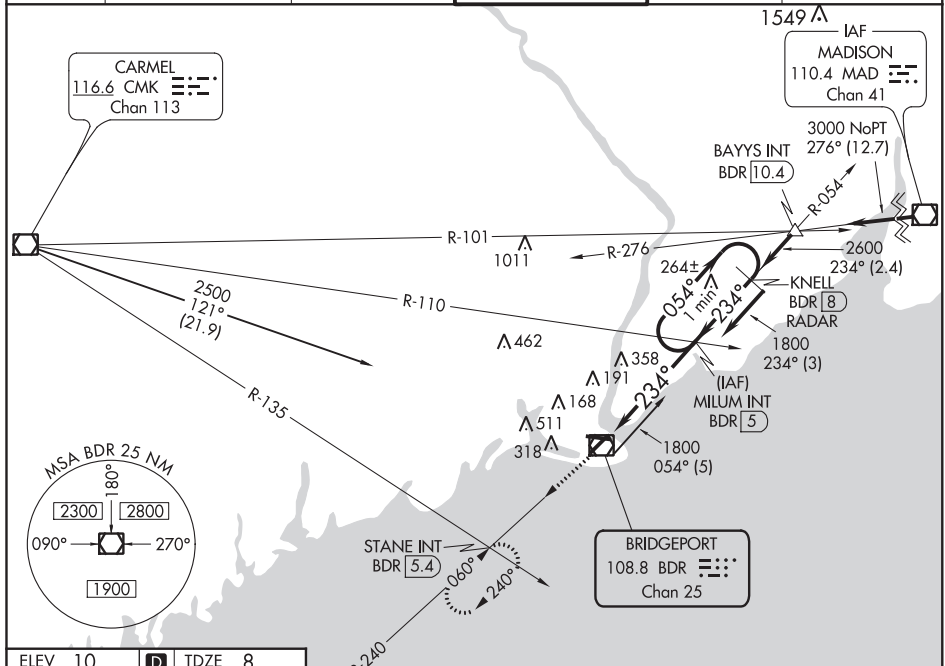 1549
IAF
MADISON
110.4 MAD
Chan 41
CARMEL
116.6 CMK
Chan 113
3000 NoPT
276° (12.7)
BAYYS INT
BDR 10.4
R-054
R-101
1011
R-276
2600
234° (2.4)
264±
054°
1 min
234°
KNELL
BDR 8
RADAR
2500
121°
(21.9)
R-110
1800
234° (3)
462
358
191
168
511
318
234°
(IAF)
MILUM INT
BDR 5
1800
054° (5)
R-135
MSA BDR 25 NM
180°
2300
2800
090°
270°
1900
STANE INT
BDR 5.4
060°
240°
BRIDGEPORT
108.8 BDR
Chan 25
R-240
ELEV 10
D
TDZE 8